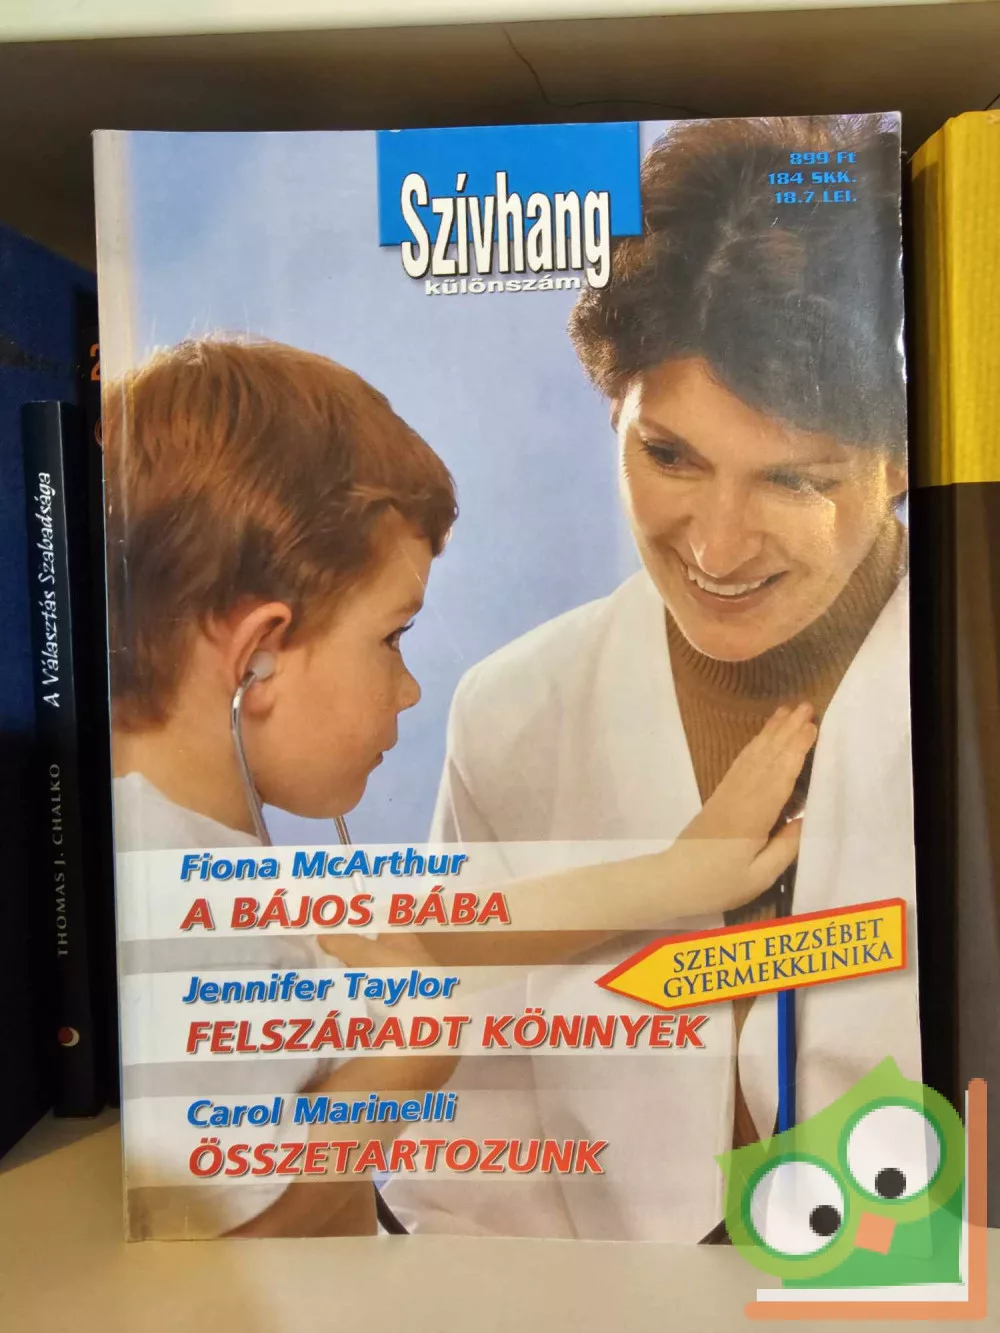 899 Ft
184 SKK.
18.7 LEI.
Szívhang
különszám
Fiona McArthur
A BÁJOS BÁBA
SZENT ERZSÉBET
GYERMEKKLINIKA
Jennifer Taylor
FELSZÁRADT KÖNNYEK
Carol Marinelli
ÖSSZETARTOZUNK
THOMAS J. CHALKO
A Választás Szabadsága